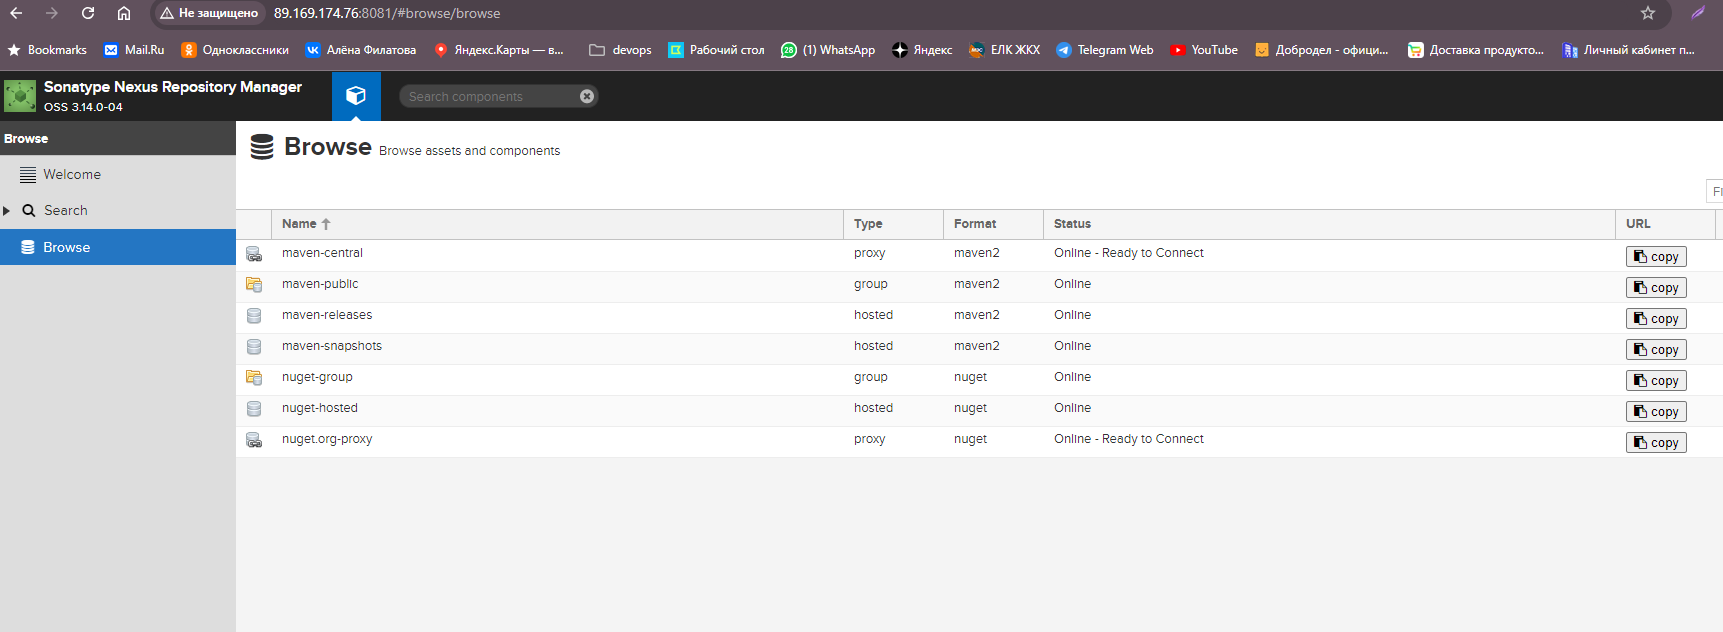 Не защищено 89.169.174.76:8081/#browse/browse
Bookmarks Mail.Ru Одноклассники Алёна Филатова Яндекс.Карты — в... devops Рабочий стол 28 (1) WhatsApp Яндекс ЕЛК ЖКХ Telegram Web YouTube Добродел - офици... Доставка продукто... Личный кабинет п...
Sonatype Nexus Repository Manager
OSS 3.14.0-04
Search components
Browse
Welcome
Search
Browse
Browse Browse assets and components
Fi
Name Type Format Status URL
maven-central proxy maven2 Online - Ready to Connect copy
maven-public group maven2 Online copy
maven-releases hosted maven2 Online copy
maven-snapshots hosted maven2 Online copy
nuget-group group nuget Online copy
nuget-hosted hosted nuget Online copy
nuget.org-proxy proxy nuget Online - Ready to Connect copy